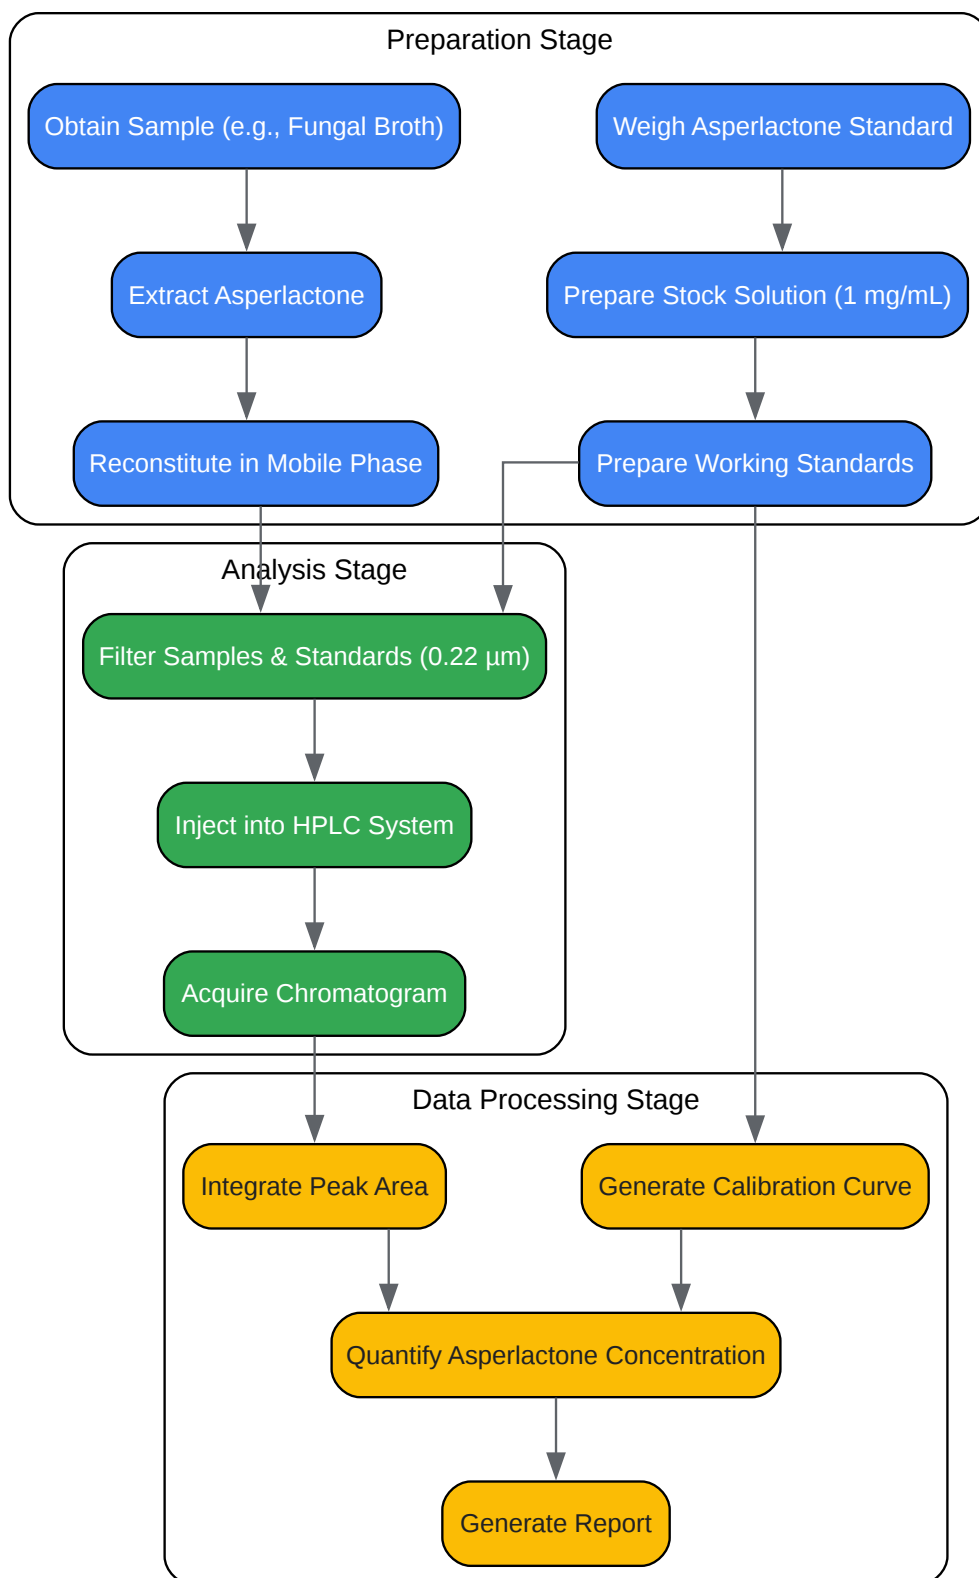 Preparation Stage
Obtain Sample (e.g., Fungal Broth)
Weigh Asperlactone Standard
Extract Asperlactone
Prepare Stock Solution (1 mg/mL)
Reconstitute in Mobile Phase
Prepare Working Standards
Analysis Stage
Filter Samples & Standards (0.22 µm)
Inject into HPLC System
Acquire Chromatogram
Data Processing Stage
Integrate Peak Area
Generate Calibration Curve
Quantify Asperlactone Concentration
Generate Report